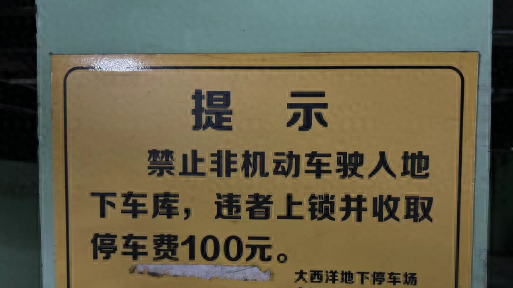 提 示
禁止非机动车驶入地
下车库，违者上锁并收取
停车费100元。
大西洋地下停车场